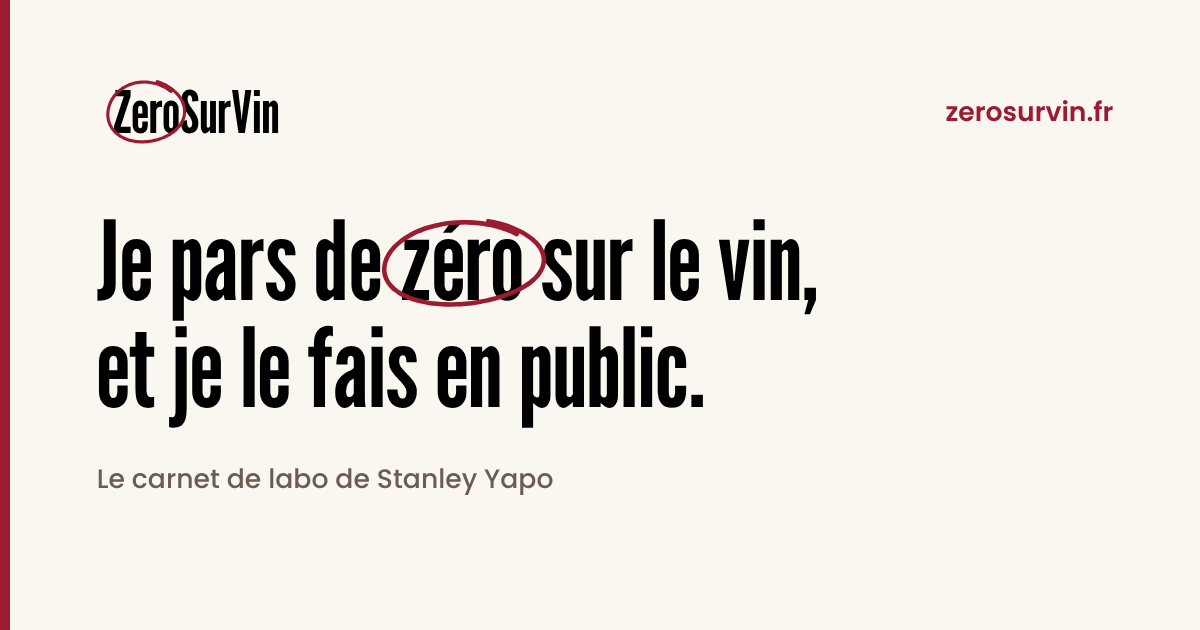 ZeroSurVin
zerosurvin.fr
Je pars de zéro sur le vin,
et je le fais en public.
Le carnet de labo de Stanley Yapo